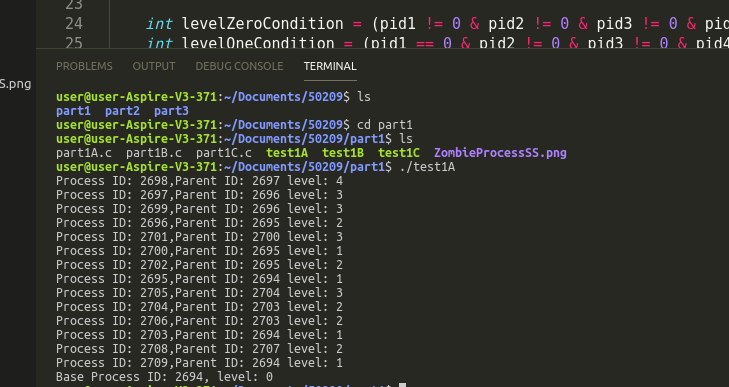 23
24 int levelZeroCondition = (pid1 != 0 & pid2 != 0 & pid3 != 0 & pid
25 int levelOneCondition = (pid1 == 0 & pid2 != 0 & pid3 != 0 & pid4
PROBLEMS OUTPUT DEBUG CONSOLE TERMINAL
S.png
user@user-Aspire-V3-371:~/Documents/50209$ ls
part1 part2 part3
user@user-Aspire-V3-371:~/Documents/50209$ cd part1
user@user-Aspire-V3-371:~/Documents/50209/part1$ ls
part1A.c part1B.c part1C.c test1A test1B test1C ZombieProcessSS.png
user@user-Aspire-V3-371:~/Documents/50209/part1$ ./test1A
Process ID: 2698,Parent ID: 2697 level: 4
Process ID: 2697,Parent ID: 2696 level: 3
Process ID: 2699,Parent ID: 2696 level: 3
Process ID: 2696,Parent ID: 2695 level: 2
Process ID: 2701,Parent ID: 2700 level: 3
Process ID: 2700,Parent ID: 2695 level: 1
Process ID: 2702,Parent ID: 2695 level: 2
Process ID: 2695,Parent ID: 2694 level: 1
Process ID: 2705,Parent ID: 2704 level: 3
Process ID: 2704,Parent ID: 2703 level: 2
Process ID: 2706,Parent ID: 2703 level: 2
Process ID: 2703,Parent ID: 2694 level: 1
Process ID: 2708,Parent ID: 2707 level: 2
Process ID: 2709,Parent ID: 2694 level: 1
Base Process ID: 2694, level: 0
user@user-Aspire-V3-371:~/Documents/50209/part1$